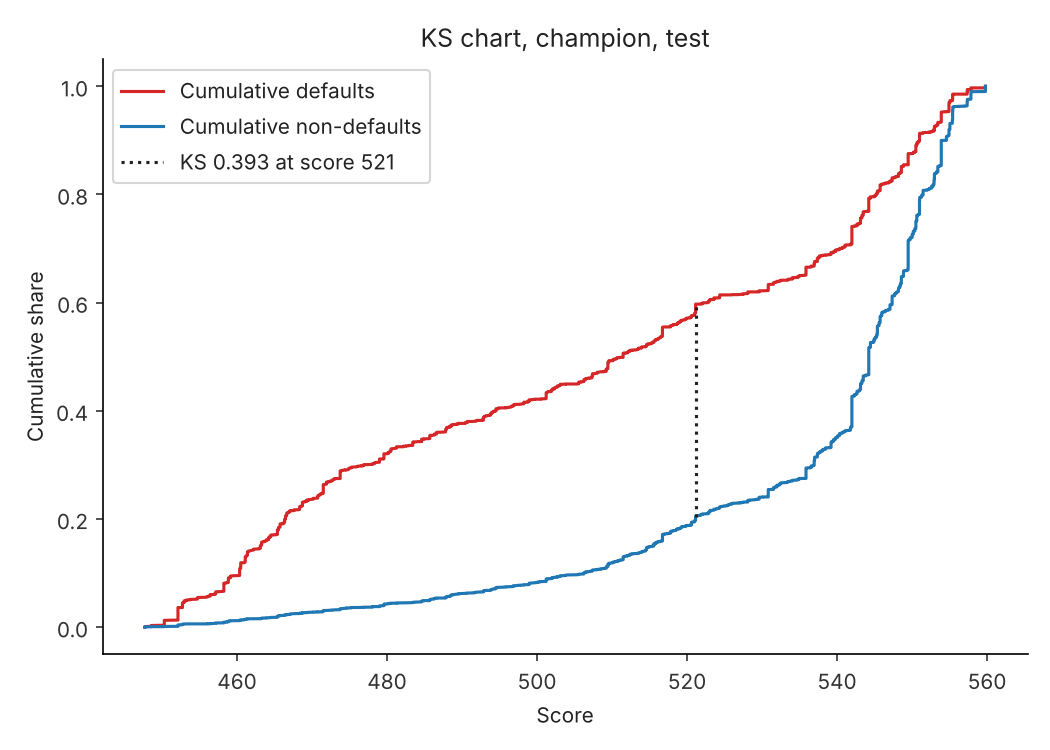 KS chart, champion, test
Cumulative defaults
Cumulative non-defaults
KS 0.393 at score 521
Cumulative share
1.0
0.8
0.6
0.4
0.2
0.0
460 480 500 520 540 560
Score